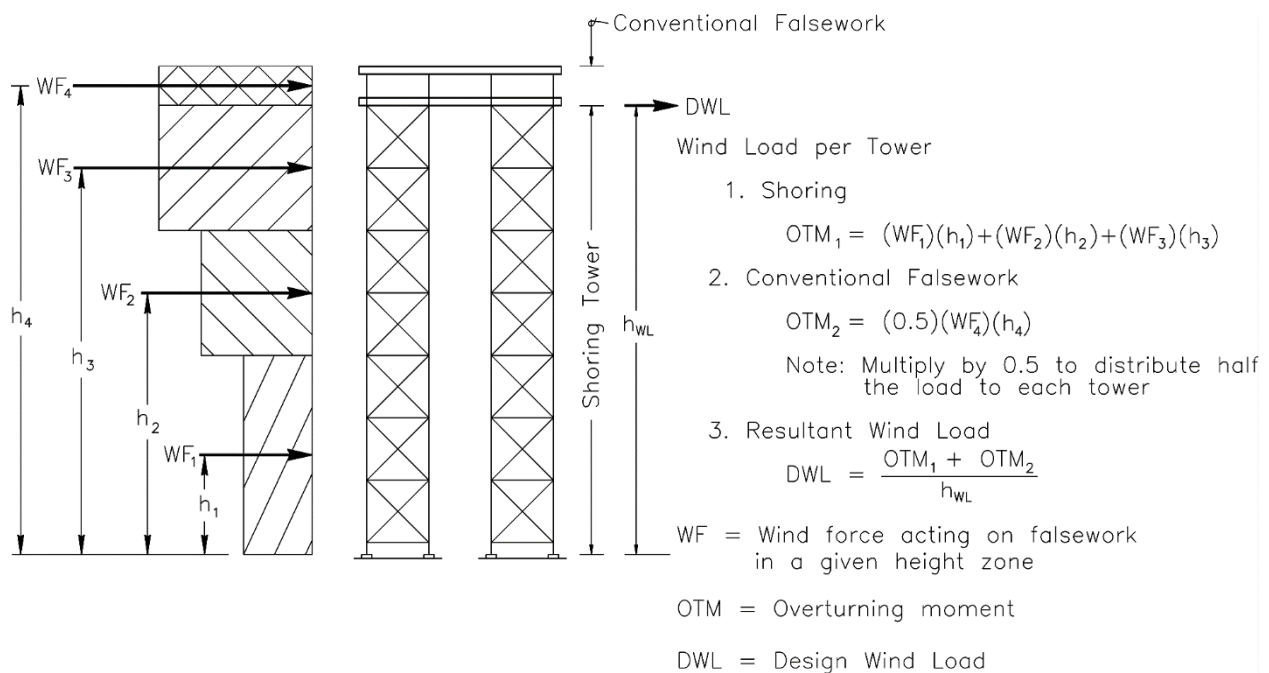 Conventional Falsework
WF₄
WF₃
WF₂
WF₁
h₄
h₃
h₂
h₁
Shoring Tower
h_WL
DWL
Wind Load per Tower
1. Shoring
OTM₁ = (WF₁)(h₁)+(WF₂)(h₂)+(WF₃)(h₃)
2. Conventional Falsework
OTM₂ = (0.5)(WF₄)(h₄)
Note: Multiply by 0.5 to distribute half
the load to each tower
3. Resultant Wind Load
DWL = (OTM₁ + OTM₂) / h_WL
WF = Wind force acting on falsework
in a given height zone
OTM = Overturning moment
DWL = Design Wind Load